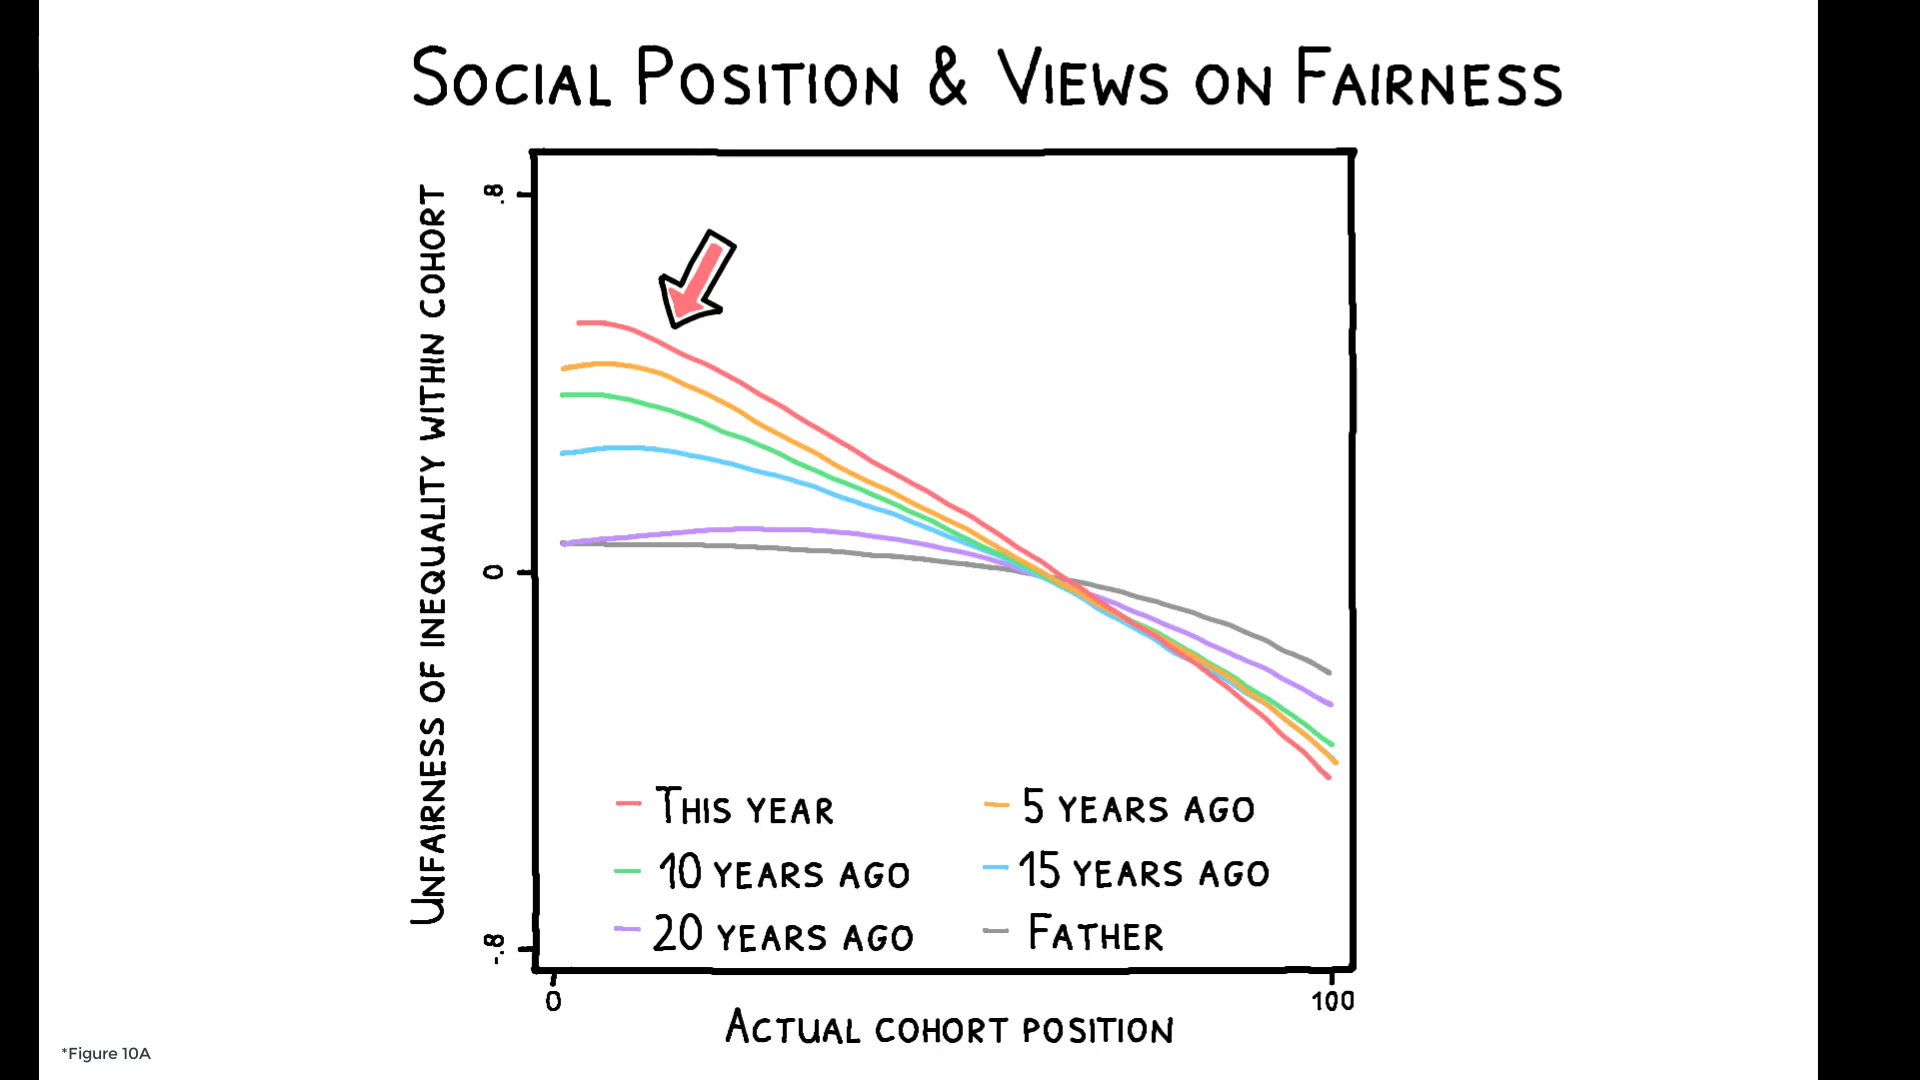 Social Position & Views on Fairness
Unfairness of inequality within cohort
.8
0
-.8
This year
5 years ago
10 years ago
15 years ago
20 years ago
Father
0
100
Actual cohort position
*Figure 10A